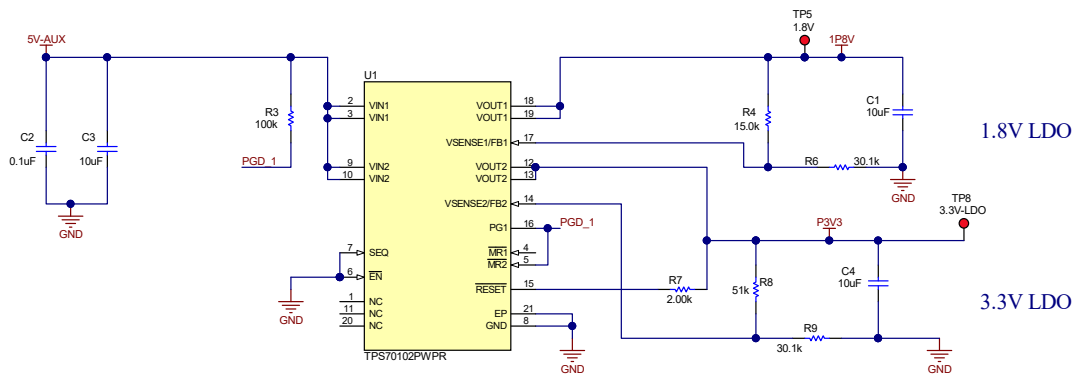 TP5
1.8V
5V-AUX
1P8V
U1
2
3
VIN1
VIN1
VOUT1
VOUT1
18
19
R3
100k
R4
15.0k
C1
10uF
1.8V LDO
C2
0.1uF
C3
10uF
VSENSE1/FB1
17
PGD_1
9
10
VIN2
VIN2
VOUT2
VOUT2
12
13
R6
30.1k
GND
VSENSE2/FB2
14
TP8
3.3V-LDO
GND
PG1
16
PGD_1
P3V3
7
SEQ
MR1
4
MR2
5
6
EN
RESET
15
R7
2.00k
R8
51k
C4
10uF
3.3V LDO
GND
1
11
20
NC
NC
NC
EP
GND
21
8
R9
30.1k
TPS70102PWPR
GND
GND